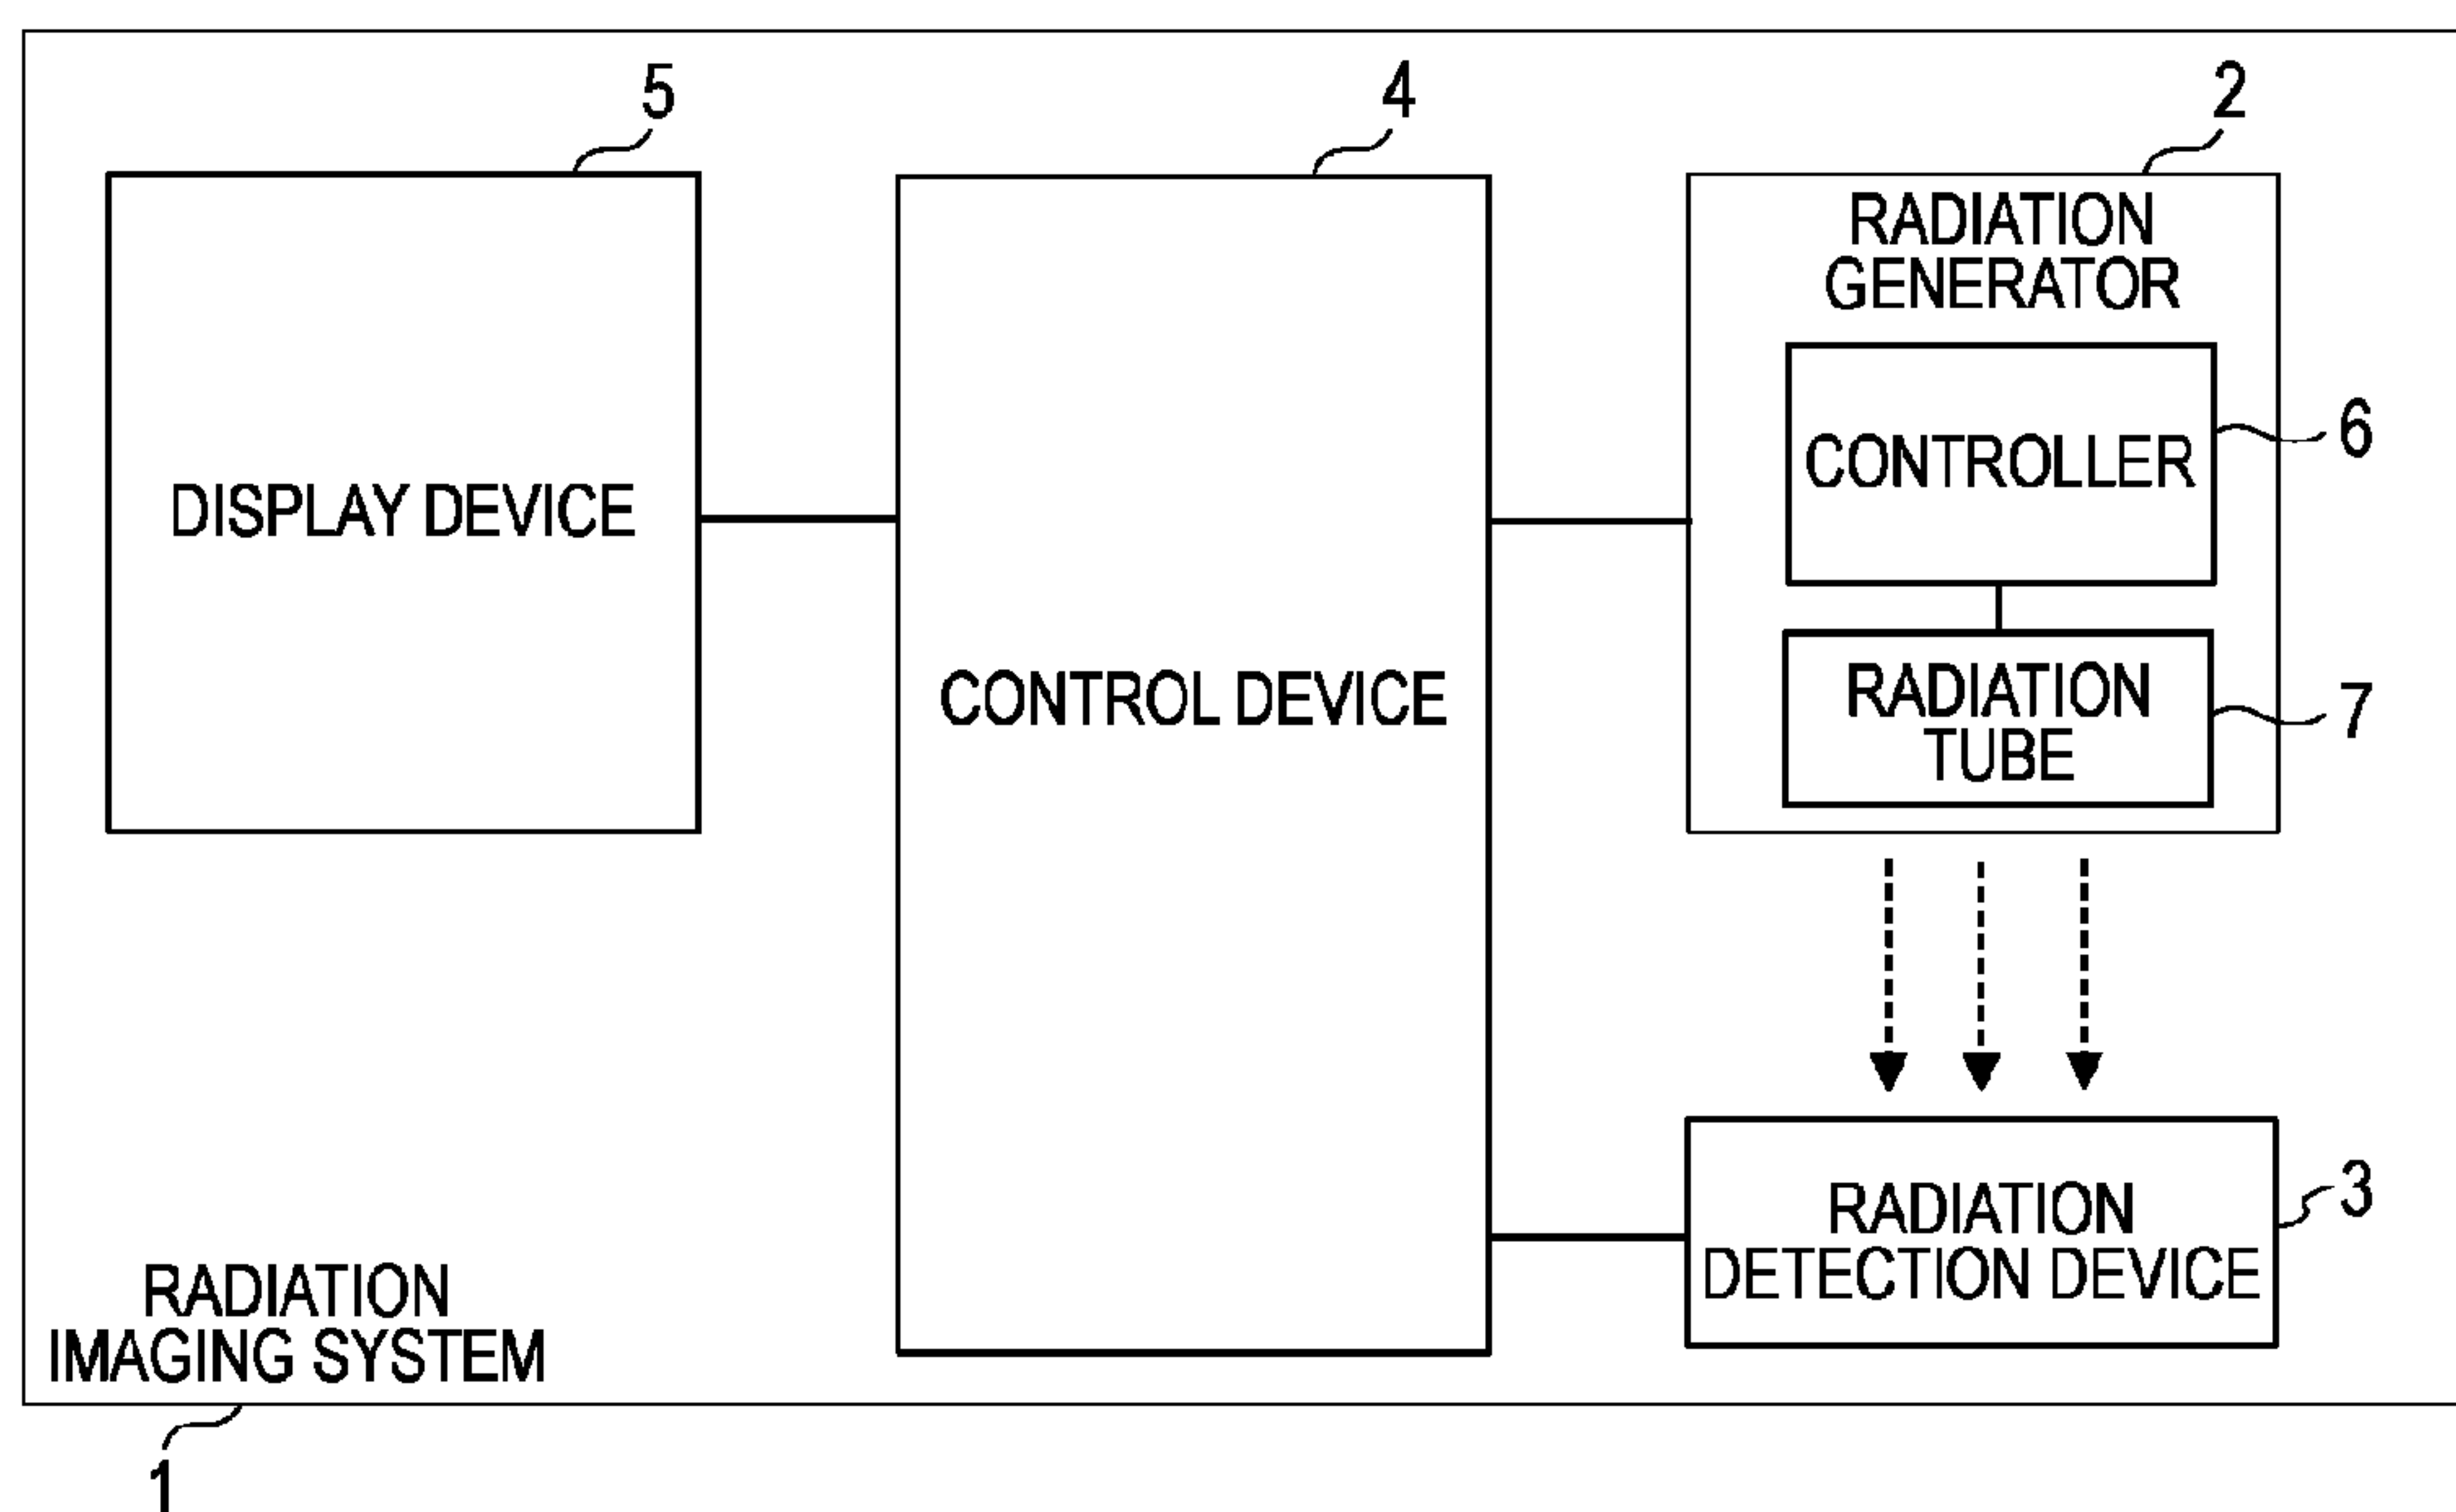 5
4
2
RADIATION
GENERATOR
CONTROLLER
6
DISPLAY DEVICE
CONTROL DEVICE
RADIATION
TUBE
7
RADIATION
DETECTION DEVICE
3
RADIATION
IMAGING SYSTEM
1